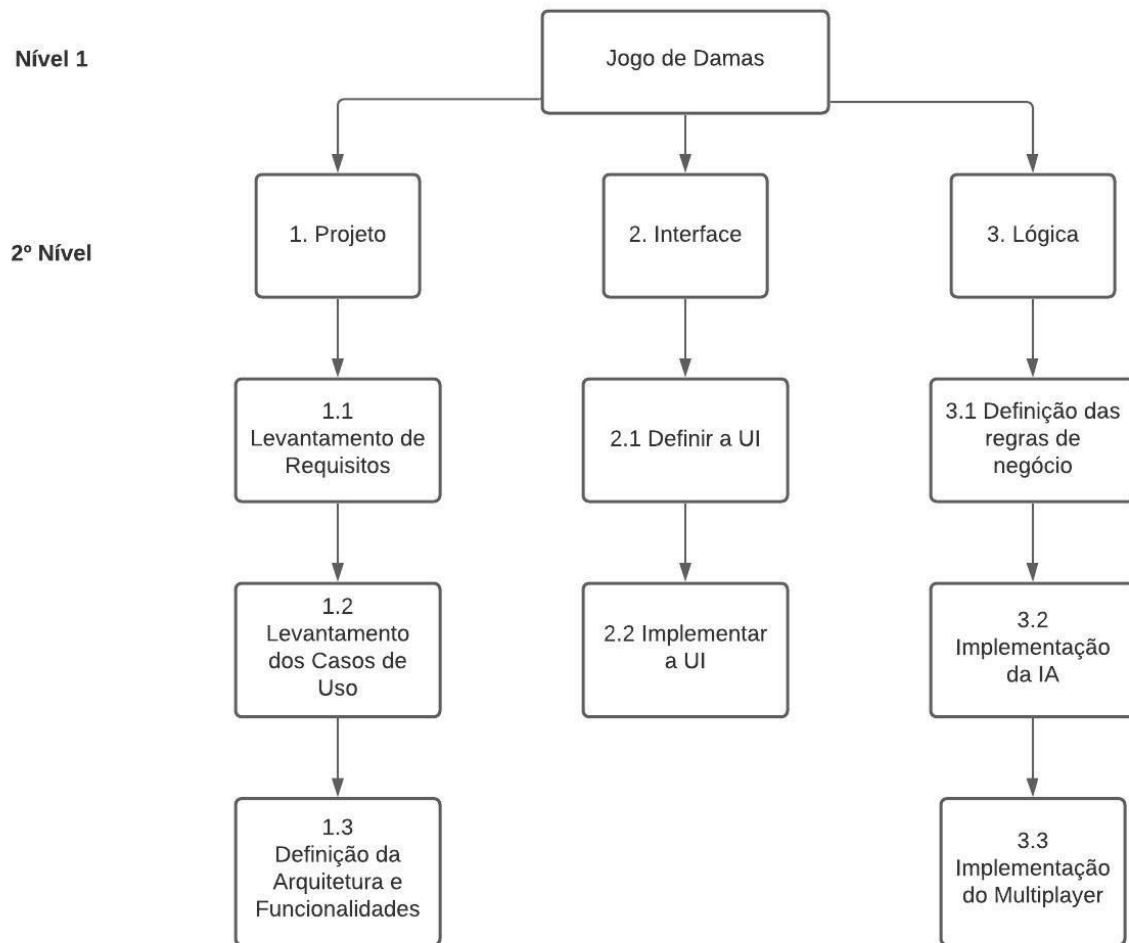 Nível 1
Jogo de Damas
2º Nível
1. Projeto
2. Interface
3. Lógica
1.1
Levantamento de
Requisitos
2.1 Definir a UI
3.1 Definição das
regras de
negócio
1.2
Levantamento
dos Casos de
Uso
2.2 Implementar
a UI
3.2
Implementação
da IA
1.3
Definição da
Arquitetura e
Funcionalidades
3.3
Implementação
do Multiplayer